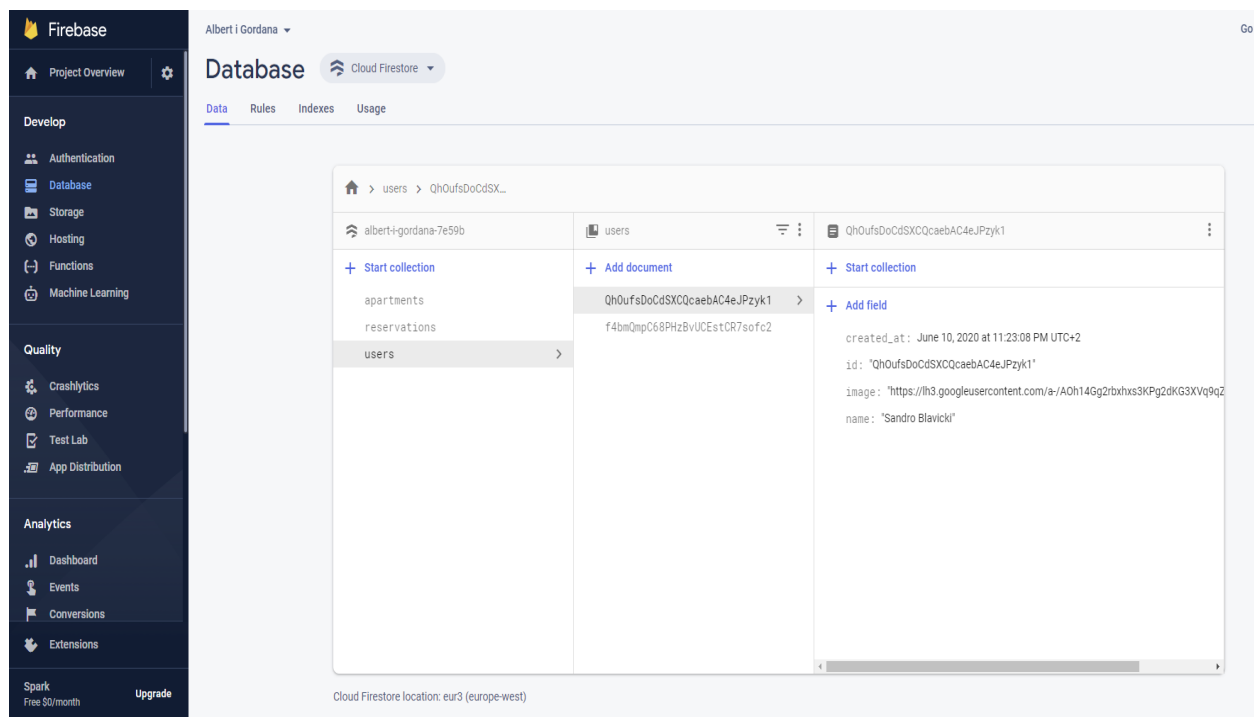 Firebase
Albert i Gordana
Go
Project Overview
Database
Cloud Firestore
Data Rules Indexes Usage
Develop
Authentication
Database
Storage
Hosting
Functions
Machine Learning
Quality
Crashlytics
Performance
Test Lab
App Distribution
Analytics
Dashboard
Events
Conversions
Extensions
Spark
Free $0/month
Upgrade
users > QhOufsDoCdSX...
albert-i-gordana-7e59b
+ Start collection
apartments
reservations
users
users
+ Add document
QhOufsDoCdSXCQcaebAC4eJPzyk1
f4bmQmpC68PHzBvUCEstCR7sofc2
QhOufsDoCdSXCQcaebAC4eJPzyk1
+ Start collection
+ Add field
created_at: June 10, 2020 at 11:23:08 PM UTC+2
id: "QhOufsDoCdSXCQcaebAC4eJPzyk1"
image: "https://lh3.googleusercontent.com/a-/AOh14Gg2rbxhxs3KPg2dKG3XVq9qZ
name: "Sandro Blavicki"
Cloud Firestore location: eur3 (europe-west)